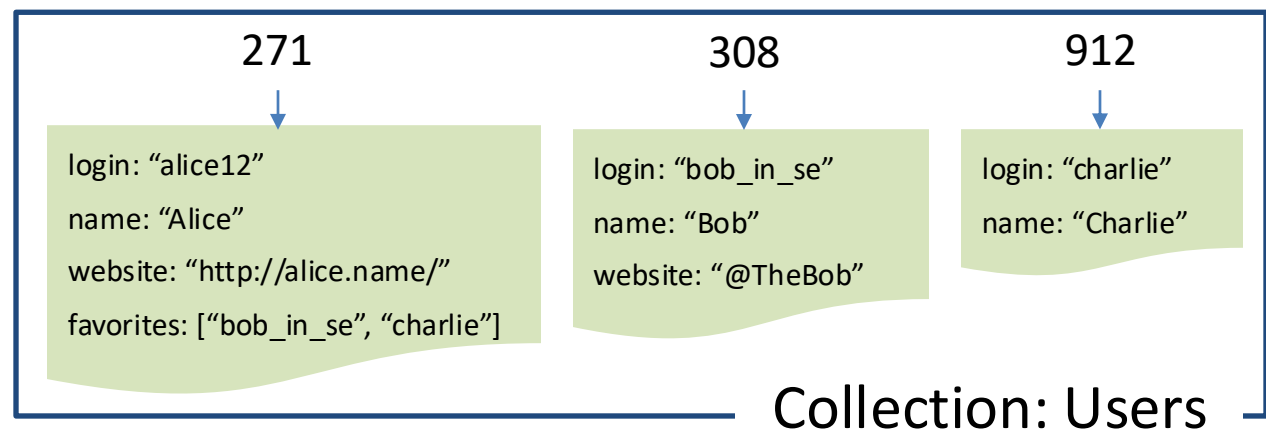 271
login: “alice12”
name: “Alice”
website: “http://alice.name/”
favorites: [“bob_in_se”, “charlie”]
308
login: “bob_in_se”
name: “Bob”
website: “@TheBob”
912
login: “charlie”
name: “Charlie”
Collection: Users